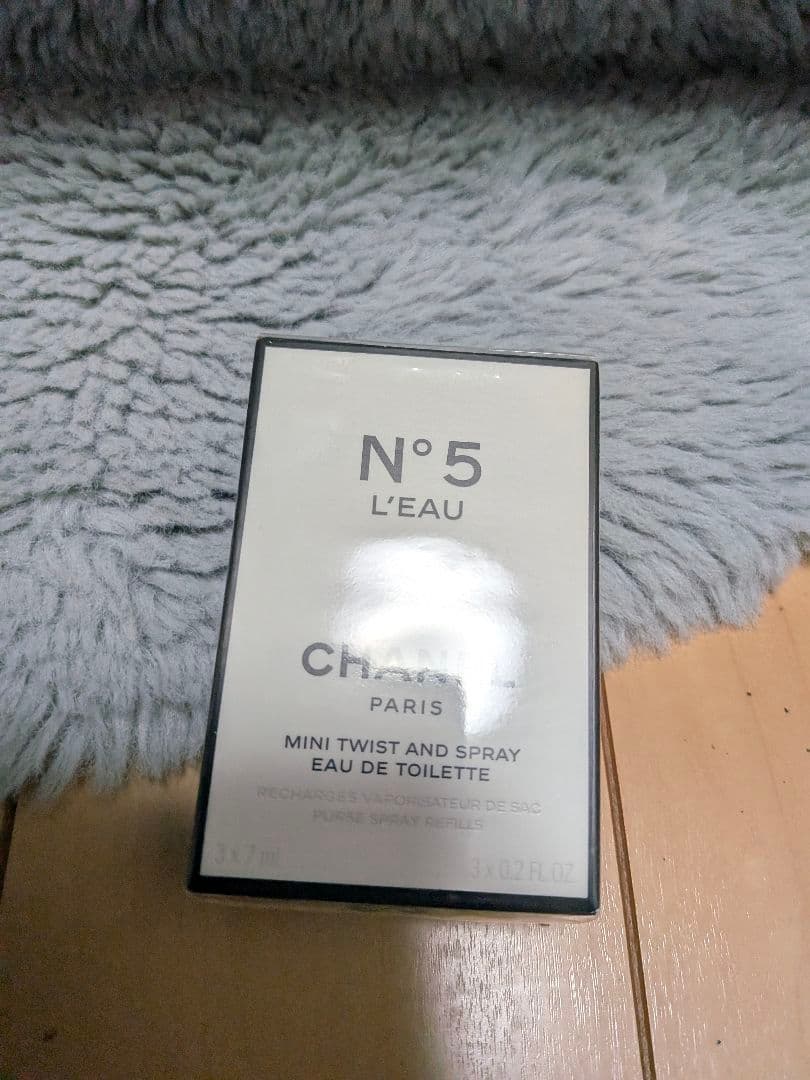 N°5
L'EAU
CHANEL
PARIS
MINI TWIST AND SPRAY
EAU DE TOILETTE
RECHARGES VAPORISATEUR DE SAC
PURSE SPRAY REFILLS
3 x 7 ml
3 x 0.2 FL. OZ.